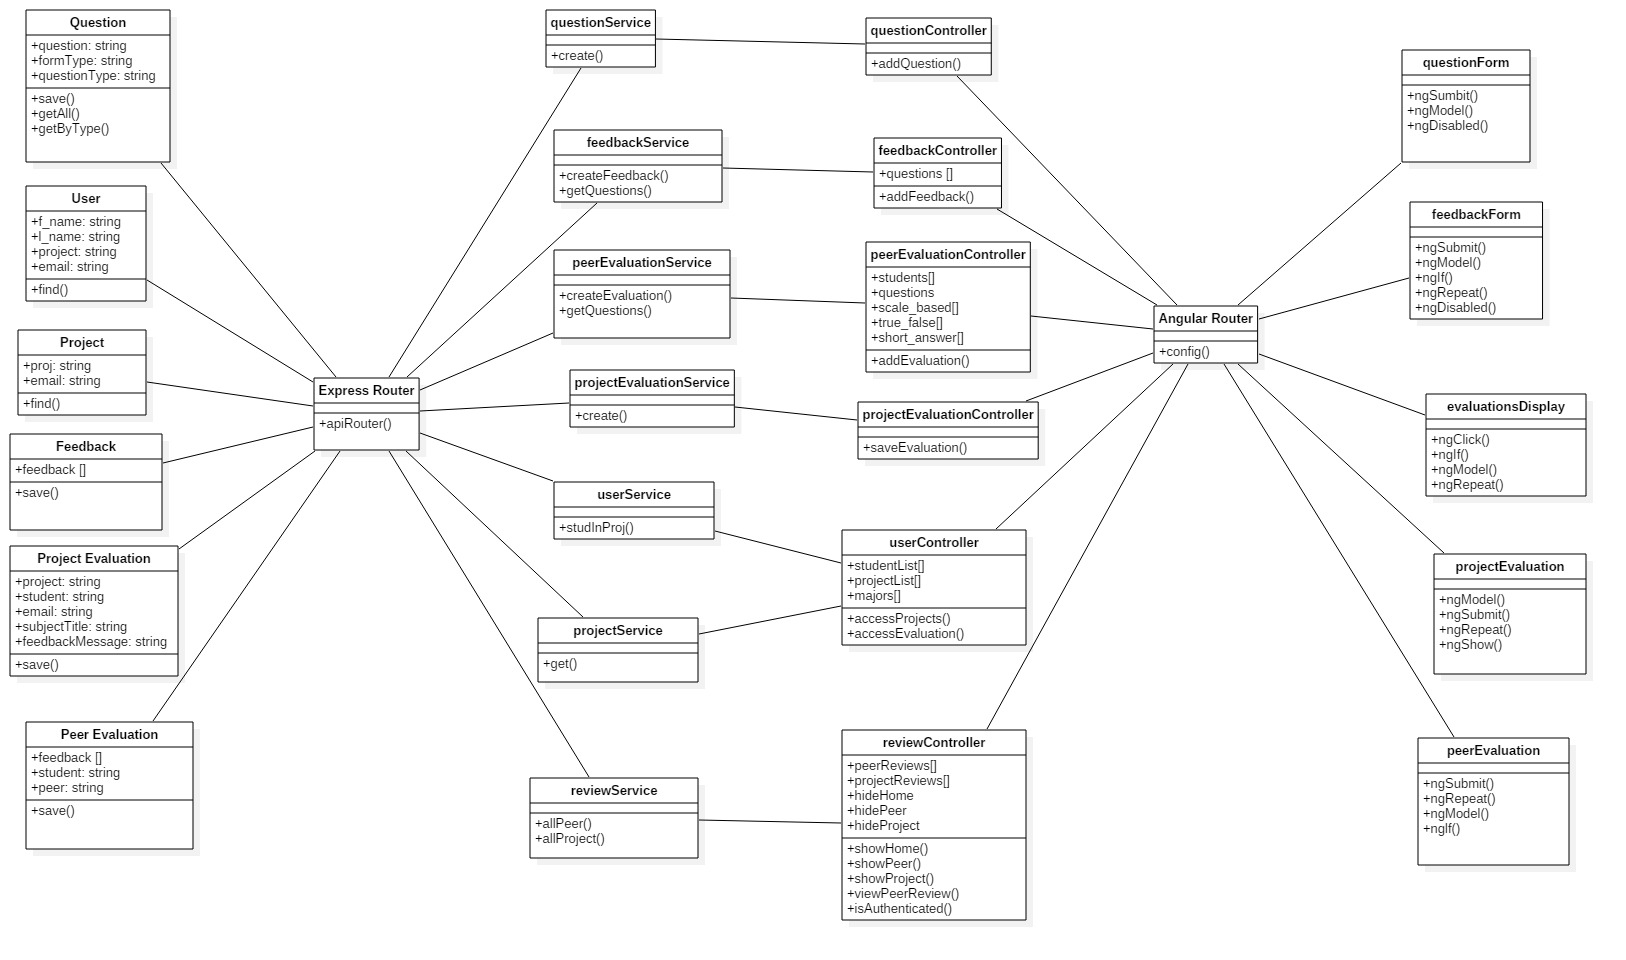 Question
+question: string
+formType: string
+questionType: string
+save()
+getAll()
+getByType()
User
+f_name: string
+l_name: string
+project: string
+email: string
+find()
Project
+proj: string
+email: string
+find()
Feedback
+feedback []
+save()
Project Evaluation
+project: string
+student: string
+email: string
+subjectTitle: string
+feedbackMessage: string
+save()
Peer Evaluation
+feedback []
+student: string
+peer: string
+save()
Express Router
+apiRouter()
questionService
+create()
feedbackService
+createFeedback()
+getQuestions()
peerEvaluationService
+createEvaluation()
+getQuestions()
projectEvaluationService
+create()
userService
+studInProj()
projectService
+get()
reviewService
+allPeer()
+allProject()
questionController
+addQuestion()
feedbackController
+questions []
+addFeedback()
peerEvaluationController
+students[]
+questions
+scale_based[]
+true_false[]
+short_answer[]
+addEvaluation()
projectEvaluationController
+saveEvaluation()
userController
+studentList[]
+projectList[]
+majors[]
+accessProjects()
+accessEvaluation()
reviewController
+peerReviews[]
+projectReviews[]
+hideHome
+hidePeer
+hideProject
+showHome()
+showPeer()
+showProject()
+viewPeerReview()
+isAuthenticated()
Angular Router
+config()
questionForm
+ngSumbit()
+ngModel()
+ngDisabled()
feedbackForm
+ngSubmit()
+ngModel()
+ngIf()
+ngRepeat()
+ngDisabled()
evaluationsDisplay
+ngClick()
+ngIf()
+ngModel()
+ngRepeat()
projectEvaluation
+ngModel()
+ngSubmit()
+ngRepeat()
+ngShow()
peerEvaluation
+ngSubmit()
+ngRepeat()
+ngModel()
+ngIf()